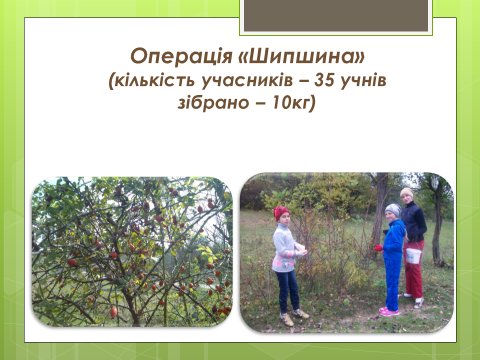 Операція «Шипшина»
(кількість учасників – 35 учнів
зібрано – 10кг)